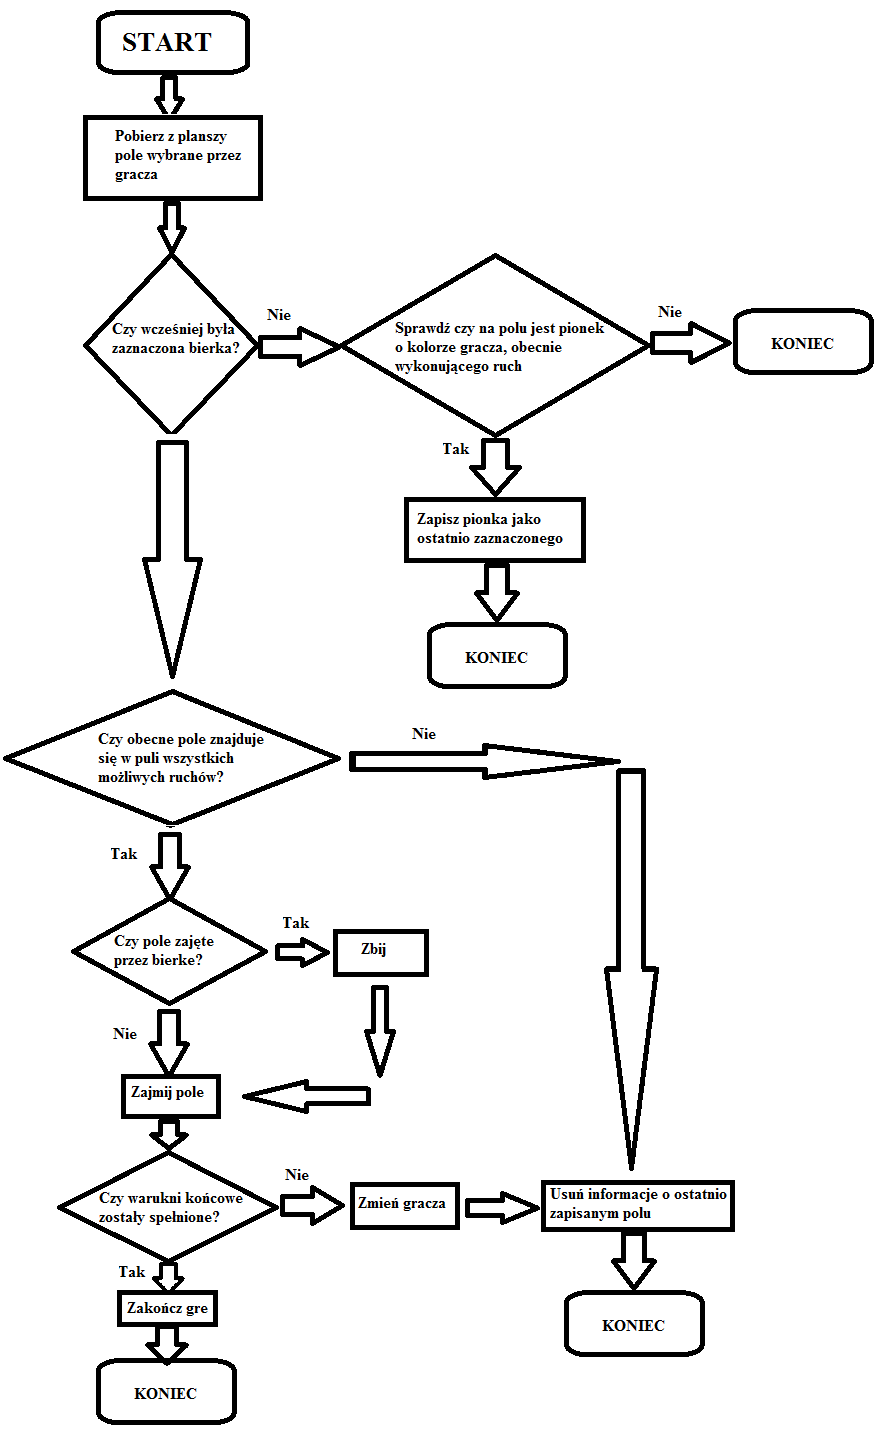 START
Pobierz z planszy
pole wybrane przez
gracza
Czy wcześniej była
zaznaczona bierka?
Nie
Sprawdź czy na polu jest pionek
o kolorze gracza, obecnie
wykonującego ruch
Nie
KONIEC
Tak
Zapisz pionka jako
ostatnio zaznaczonego
KONIEC
Czy obecne pole znajduje
się w puli wszystkich
możliwych ruchów?
Nie
Tak
Czy pole zajęte
przez bierke?
Tak
Zbij
Nie
Zajmij pole
Czy warukni końcowe
zostały spełnione?
Nie
Zmień gracza
Usuń informacje o ostatnio
zapisanym polu
KONIEC
Tak
Zakończ gre
KONIEC